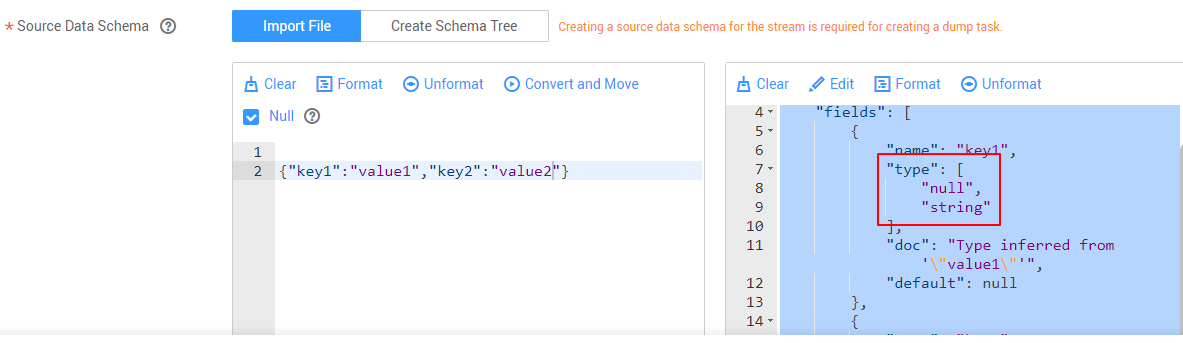 * Source Data Schema ?
Import File
Create Schema Tree
Creating a source data schema for the stream is required for creating a dump task.
Clear Format Unformat Convert and Move
Null ?
1
2 {"key1":"value1","key2":"value2"}
Clear Edit Format Unformat
4 "fields": [
5 {
6 "name": "key1",
7 "type": [
8 "null",
9 "string"
10 ],
11 "doc": "Type inferred from
'\"value1\"'",
12 "default": null
13 },
14 {